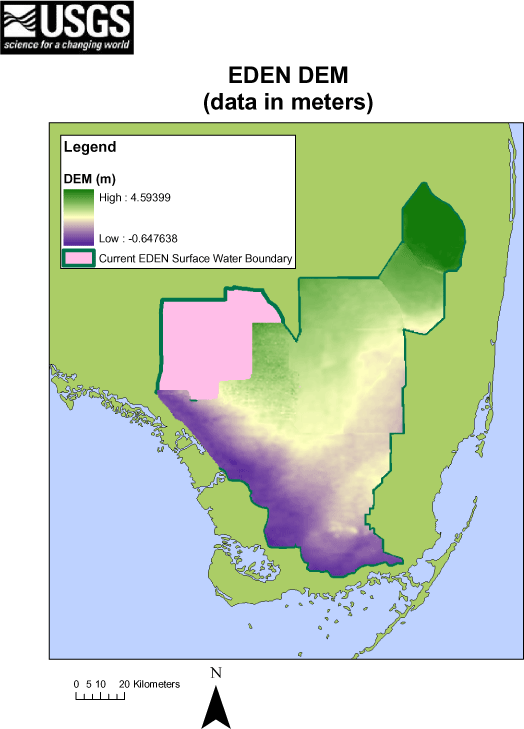 USGS
science for a changing world
EDEN DEM
(data in meters)
Legend
DEM (m)
High : 4.59399
Low : -0.647638
Current EDEN Surface Water Boundary
0 5 10 20 Kilometers
N